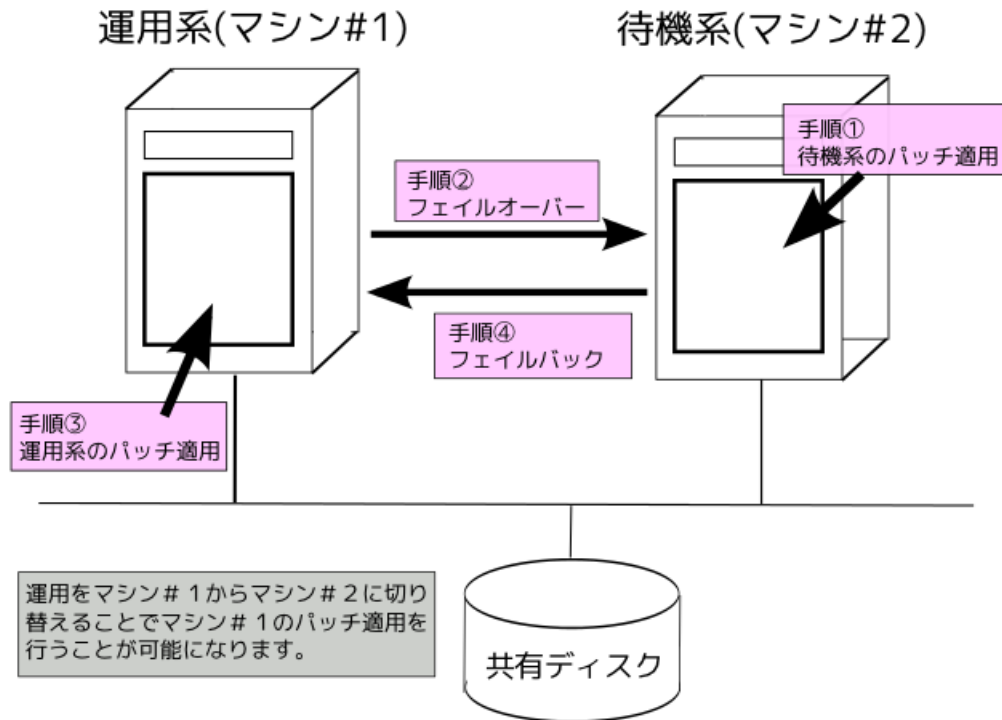 運用系(マシン#1)
待機系(マシン#2)
手順①
待機系のパッチ適用
手順②
フェイルオーバー
手順④
フェイルバック
手順③
運用系のパッチ適用
運用をマシン＃１からマシン＃２に切り
替えることでマシン＃１のパッチ適用を
行うことが可能になります。
共有ディスク